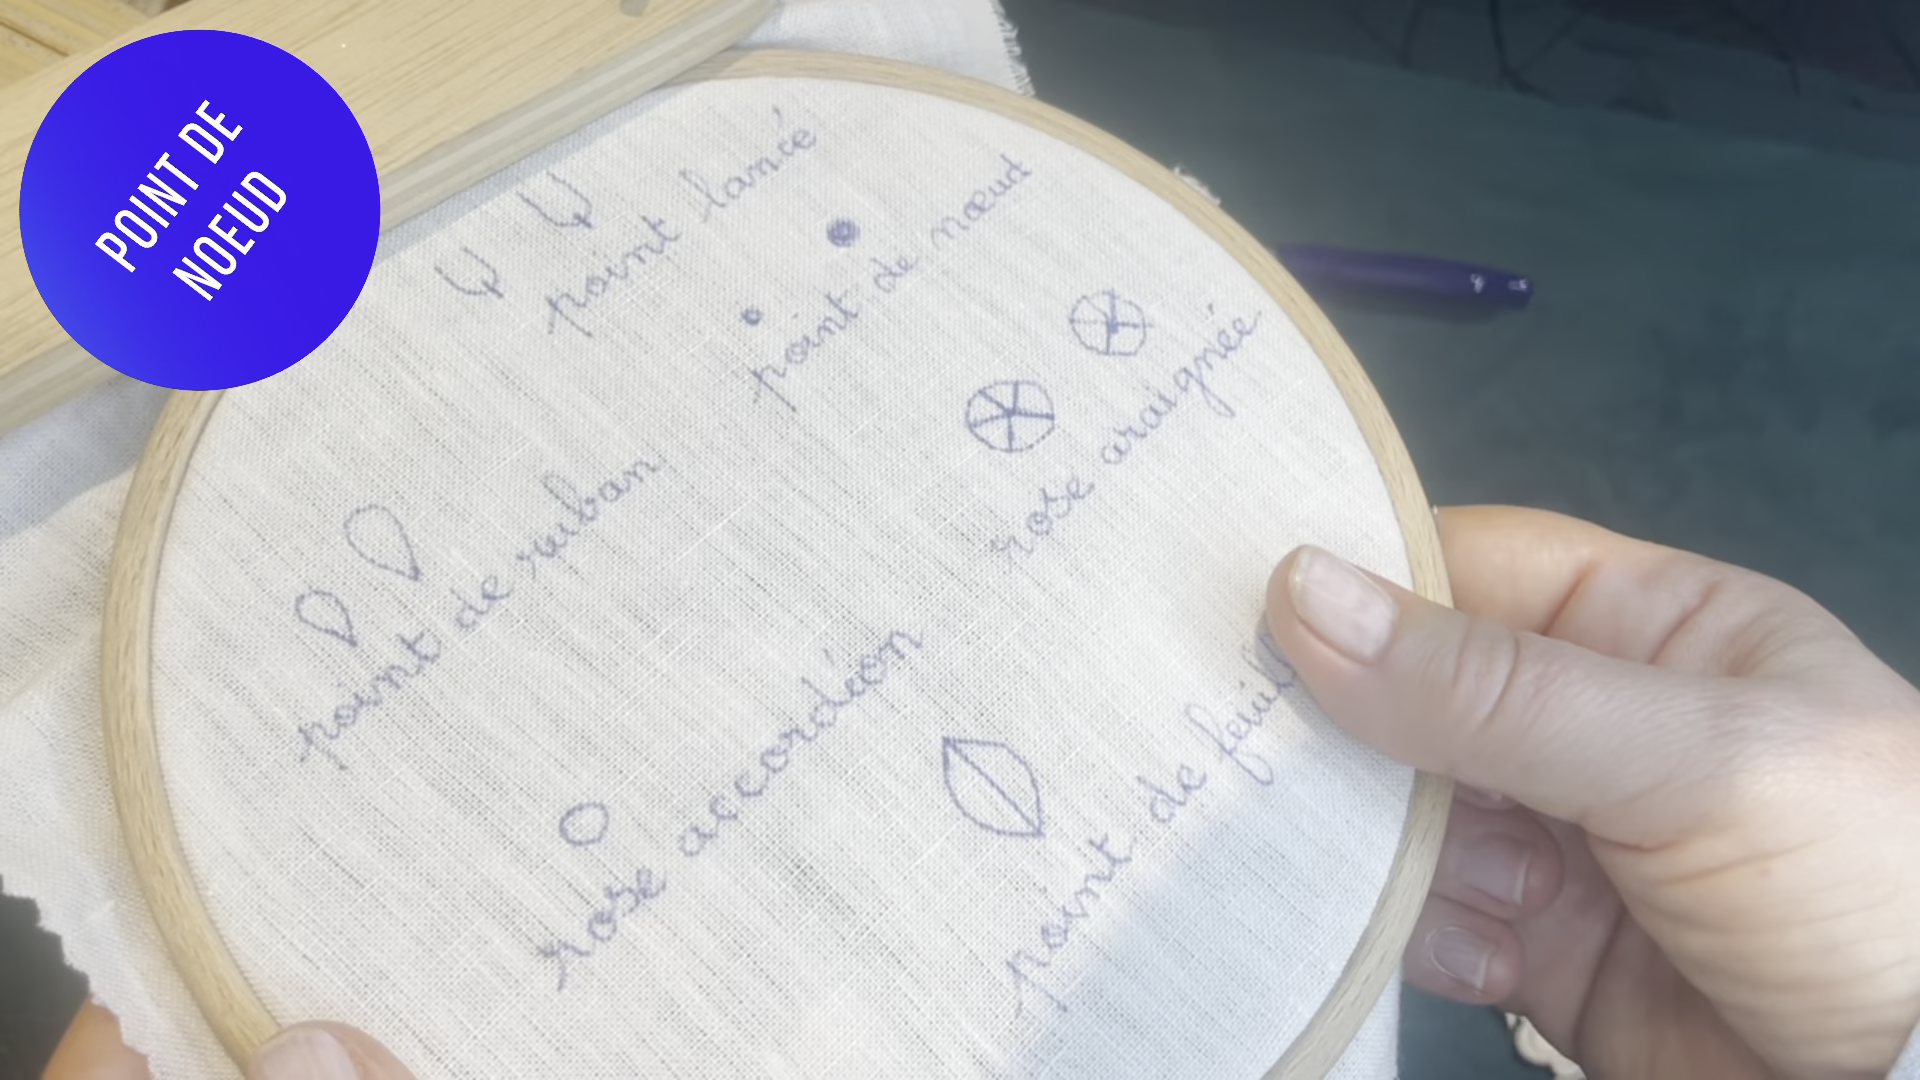 POINT DE
NOEUD
point lancé
point de nœud
rose araignée
point de ruban
rose accordéon
point de